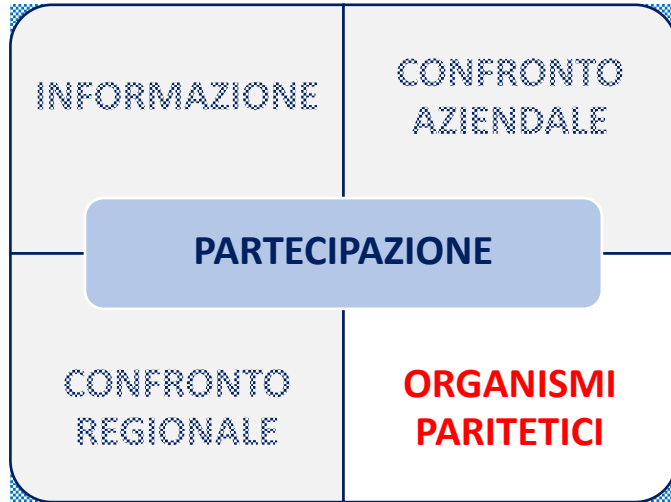 INFORMAZIONE
CONFRONTO
AZIENDALE
PARTECIPAZIONE
CONFRONTO
REGIONALE
ORGANISMI
PARITETICI